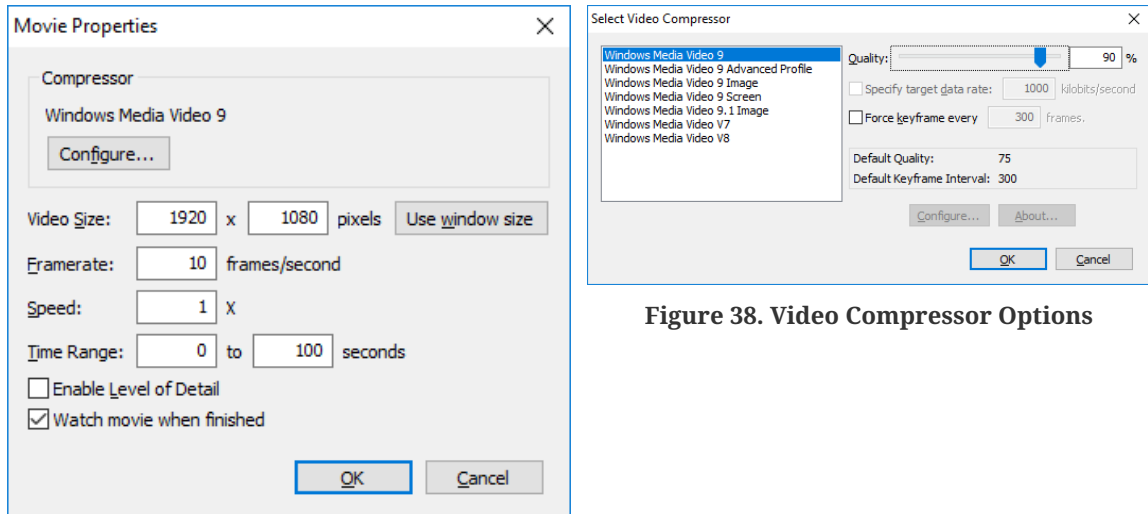 Movie Properties
Compressor
Windows Media Video 9
Configure...
Video Size: 1920 x 1080 pixels Use window size
Framerate: 10 frames/second
Speed: 1 X
Time Range: 0 to 100 seconds
Enable Level of Detail
Watch movie when finished
OK Cancel
Select Video Compressor
Windows Media Video 9
Windows Media Video 9 Advanced Profile
Windows Media Video 9 Image
Windows Media Video 9 Screen
Windows Media Video 9.1 Image
Windows Media Video V7
Windows Media Video V8
Quality: 90 %
Specify target data rate: 1000 kilobits/second
Force keyframe every 300 frames.
Default Quality: 75
Default Keyframe Interval: 300
Configure... About...
OK Cancel
Figure 38. Video Compressor Options